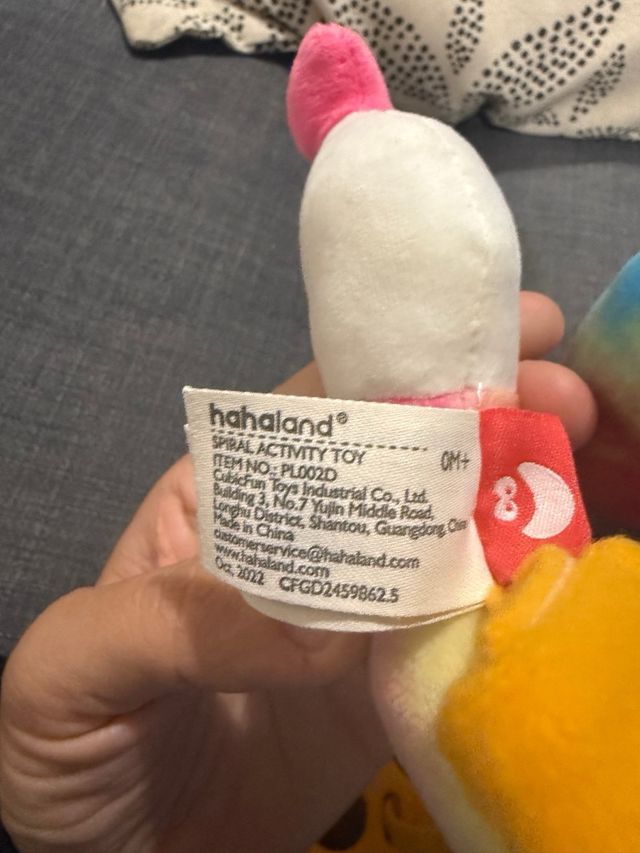 hahaland®
SPIRAL ACTIVITY TOY
0M+
ITEM NO.: PL002D
CubicFun Toys Industrial Co., Ltd.
Building 3, No.7 Yujin Middle Road,
Longhu District, Shantou, Guangdong, China
Made in China
customerservice@hahaland.com
www.hahaland.com
Oct, 2022 CFGD2459862.5